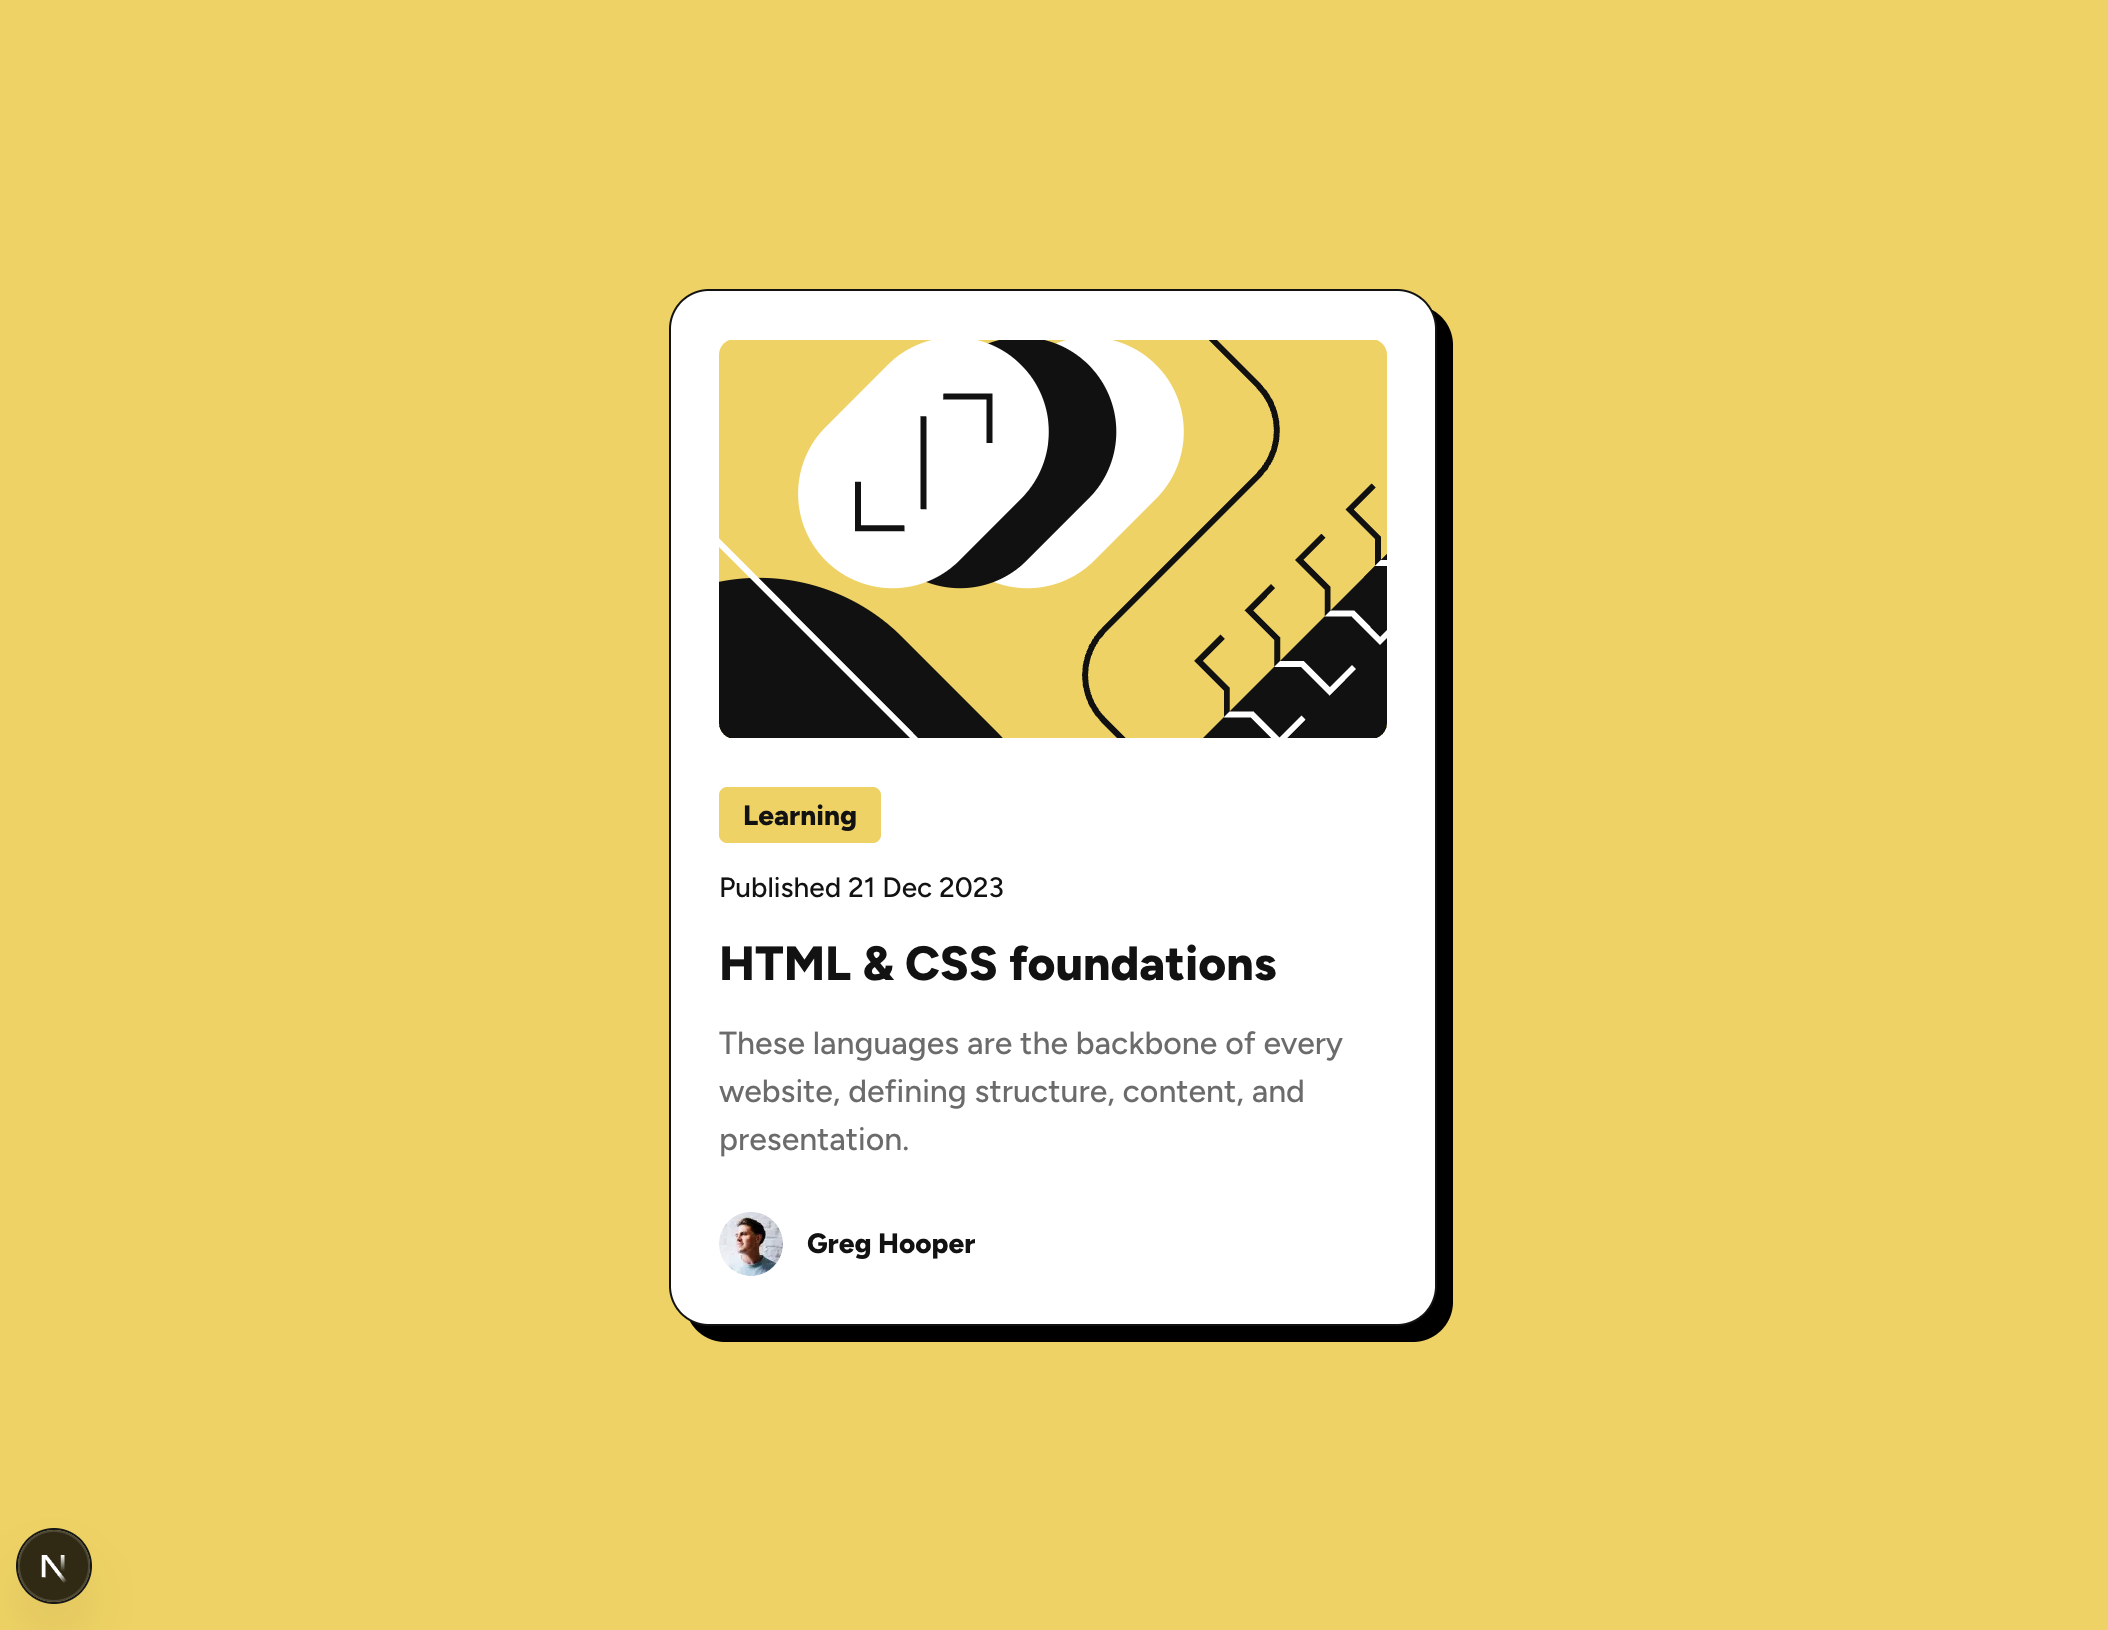 Learning
Published 21 Dec 2023
HTML & CSS foundations
These languages are the backbone of every
website, defining structure, content, and
presentation.
Greg Hooper
N